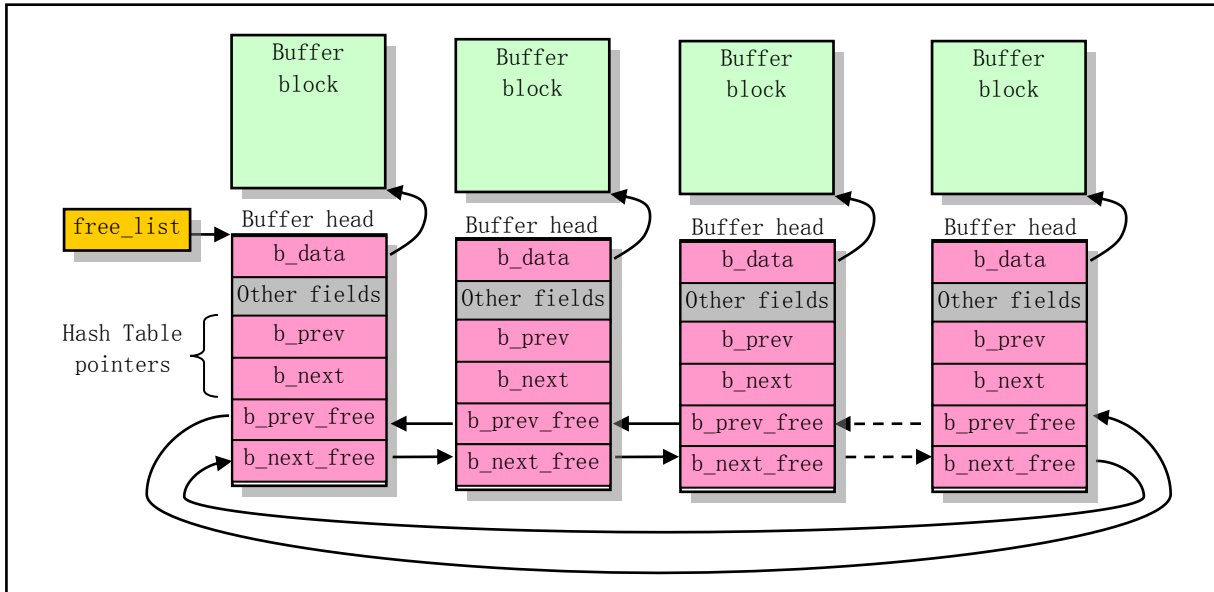 Buffer
block
Buffer
block
Buffer
block
Buffer
block
free_list
Buffer head
Buffer head
Buffer head
Buffer head
b_data
b_data
b_data
b_data
Other fields
Other fields
Other fields
Other fields
Hash Table
pointers
b_prev
b_prev
b_prev
b_prev
b_next
b_next
b_next
b_next
b_prev_free
b_prev_free
b_prev_free
b_prev_free
b_next_free
b_next_free
b_next_free
b_next_free